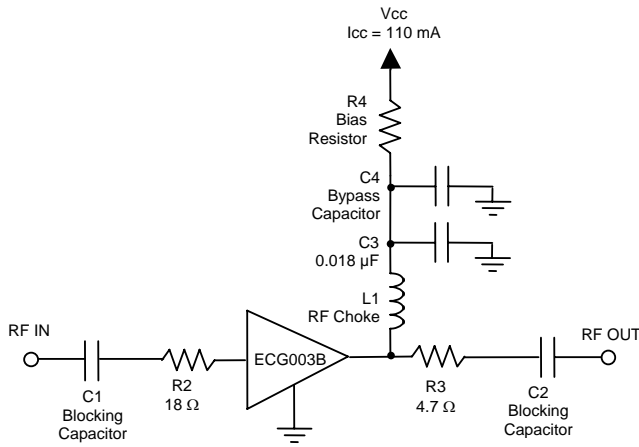 Vcc
Icc = 110 mA
R4
Bias
Resistor
C4
Bypass
Capacitor
C3
0.018 µF
L1
RF Choke
RF IN
ECG003B
RF OUT
C1
Blocking
Capacitor
R2
18 Ω
R3
4.7 Ω
C2
Blocking
Capacitor